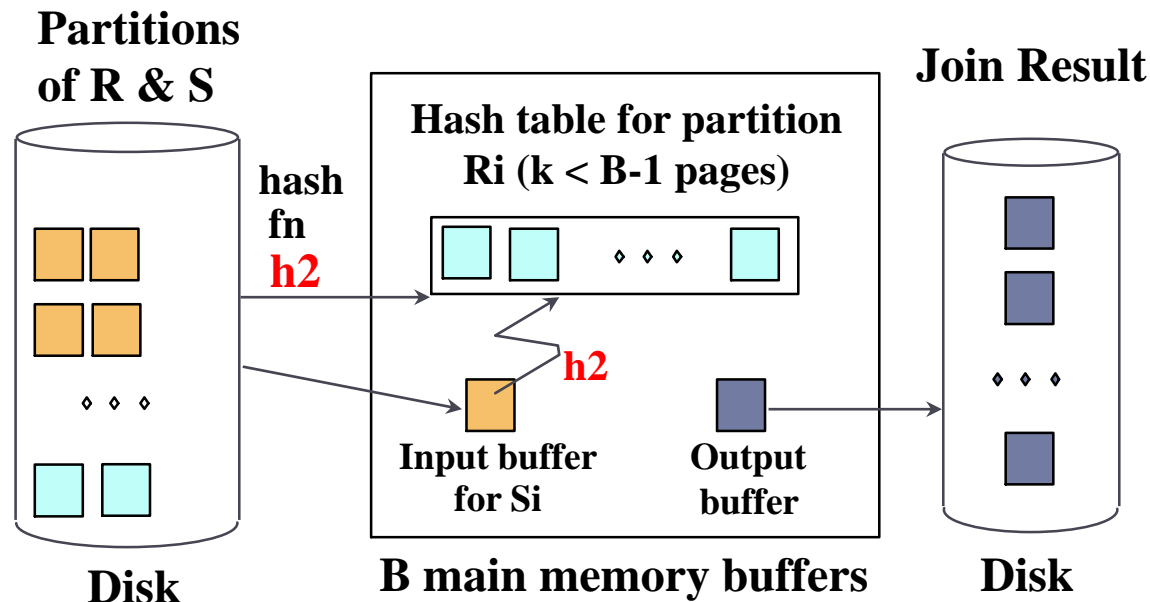 Partitions
of R & S
hash
fn
h2
Hash table for partition
Ri (k < B-1 pages)
h2
Input buffer
for Si
Output
buffer
Join Result
Disk
B main memory buffers
Disk